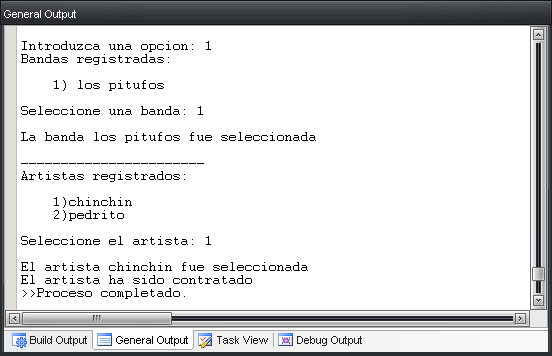 General Output
Introduzca una opcion: 1
Bandas registradas:
1) los pitufos
Seleccione una banda: 1
La banda los pitufos fue seleccionada
-----------------------
Artistas registrados:
1)chinchin
2)pedrito
Seleccione el artista: 1
El artista chinchin fue seleccionada
El artista ha sido contratado
>>Proceso completado.
Build Output General Output Task View Debug Output